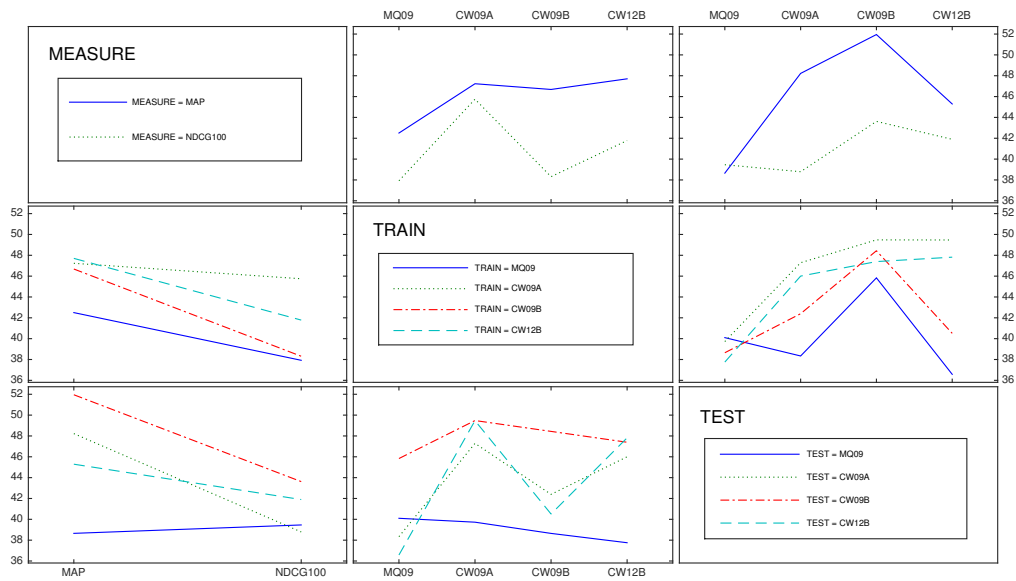 MQ09 CW09A CW09B CW12B MQ09 CW09A CW09B CW12B
MEASURE
MEASURE = MAP
MEASURE = NDCG100
52
50
48
46
44
42
40
38
36
52
50
48
46
44
42
40
38
36
TRAIN
TRAIN = MQ09
TRAIN = CW09A
TRAIN = CW09B
TRAIN = CW12B
52
50
48
46
44
42
40
38
36
52
50
48
46
44
42
40
38
36
TEST
TEST = MQ09
TEST = CW09A
TEST = CW09B
TEST = CW12B
MAP NDCG100 MQ09 CW09A CW09B CW12B